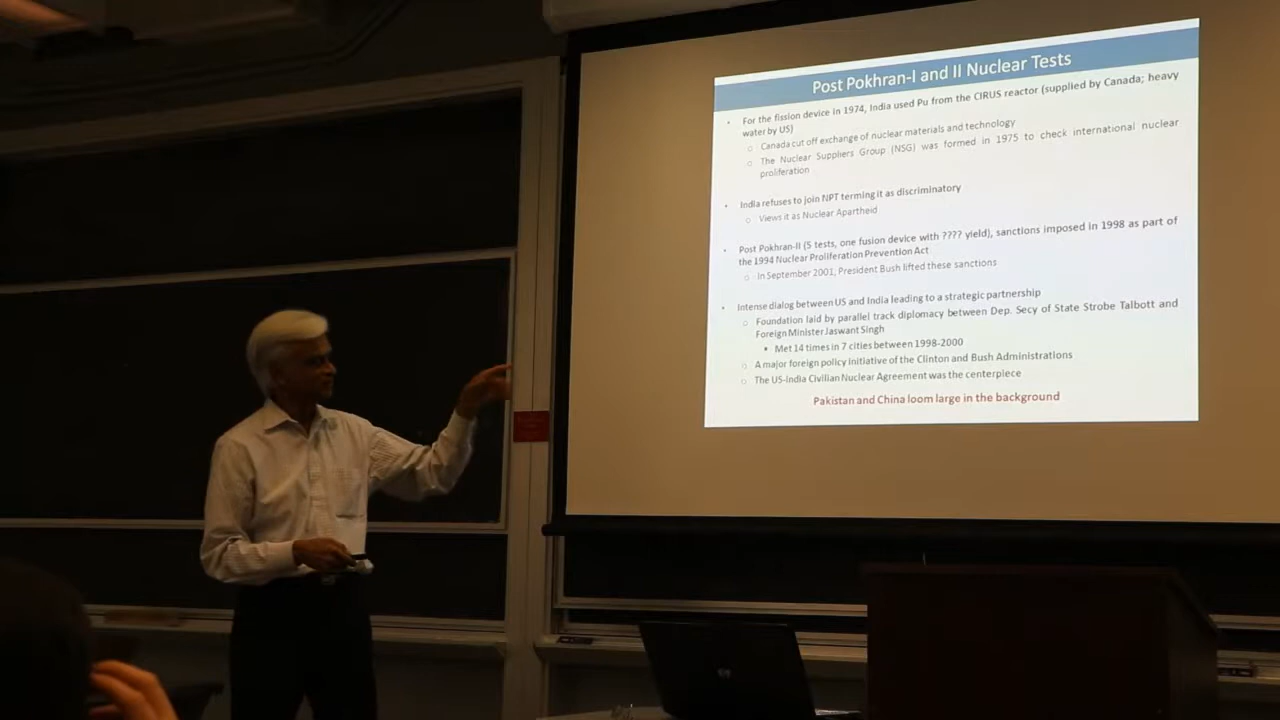 Post Pokhran-I and II Nuclear Tests
• For the fission device in 1974, India used Pu from the CIRUS reactor (supplied by Canada; heavy
water by US)
○ Canada cut off exchange of nuclear materials and technology
○ The Nuclear Suppliers Group (NSG) was formed in 1975 to check international nuclear
proliferation
• India refuses to join NPT terming it as discriminatory
○ Views it as Nuclear Apartheid
• Post Pokhran-II (5 tests, one fusion device with ???? yield), sanctions imposed in 1998 as part of
the 1994 Nuclear Proliferation Prevention Act
○ In September 2001, President Bush lifted these sanctions
• Intense dialog between US and India leading to a strategic partnership
○ Foundation laid by parallel track diplomacy between Dep. Secy of State Strobe Talbott and
Foreign Minister Jaswant Singh
▪ Met 14 times in 7 cities between 1998-2000
○ A major foreign policy initiative of the Clinton and Bush Administrations
○ The US-India Civilian Nuclear Agreement was the centerpiece
Pakistan and China loom large in the background